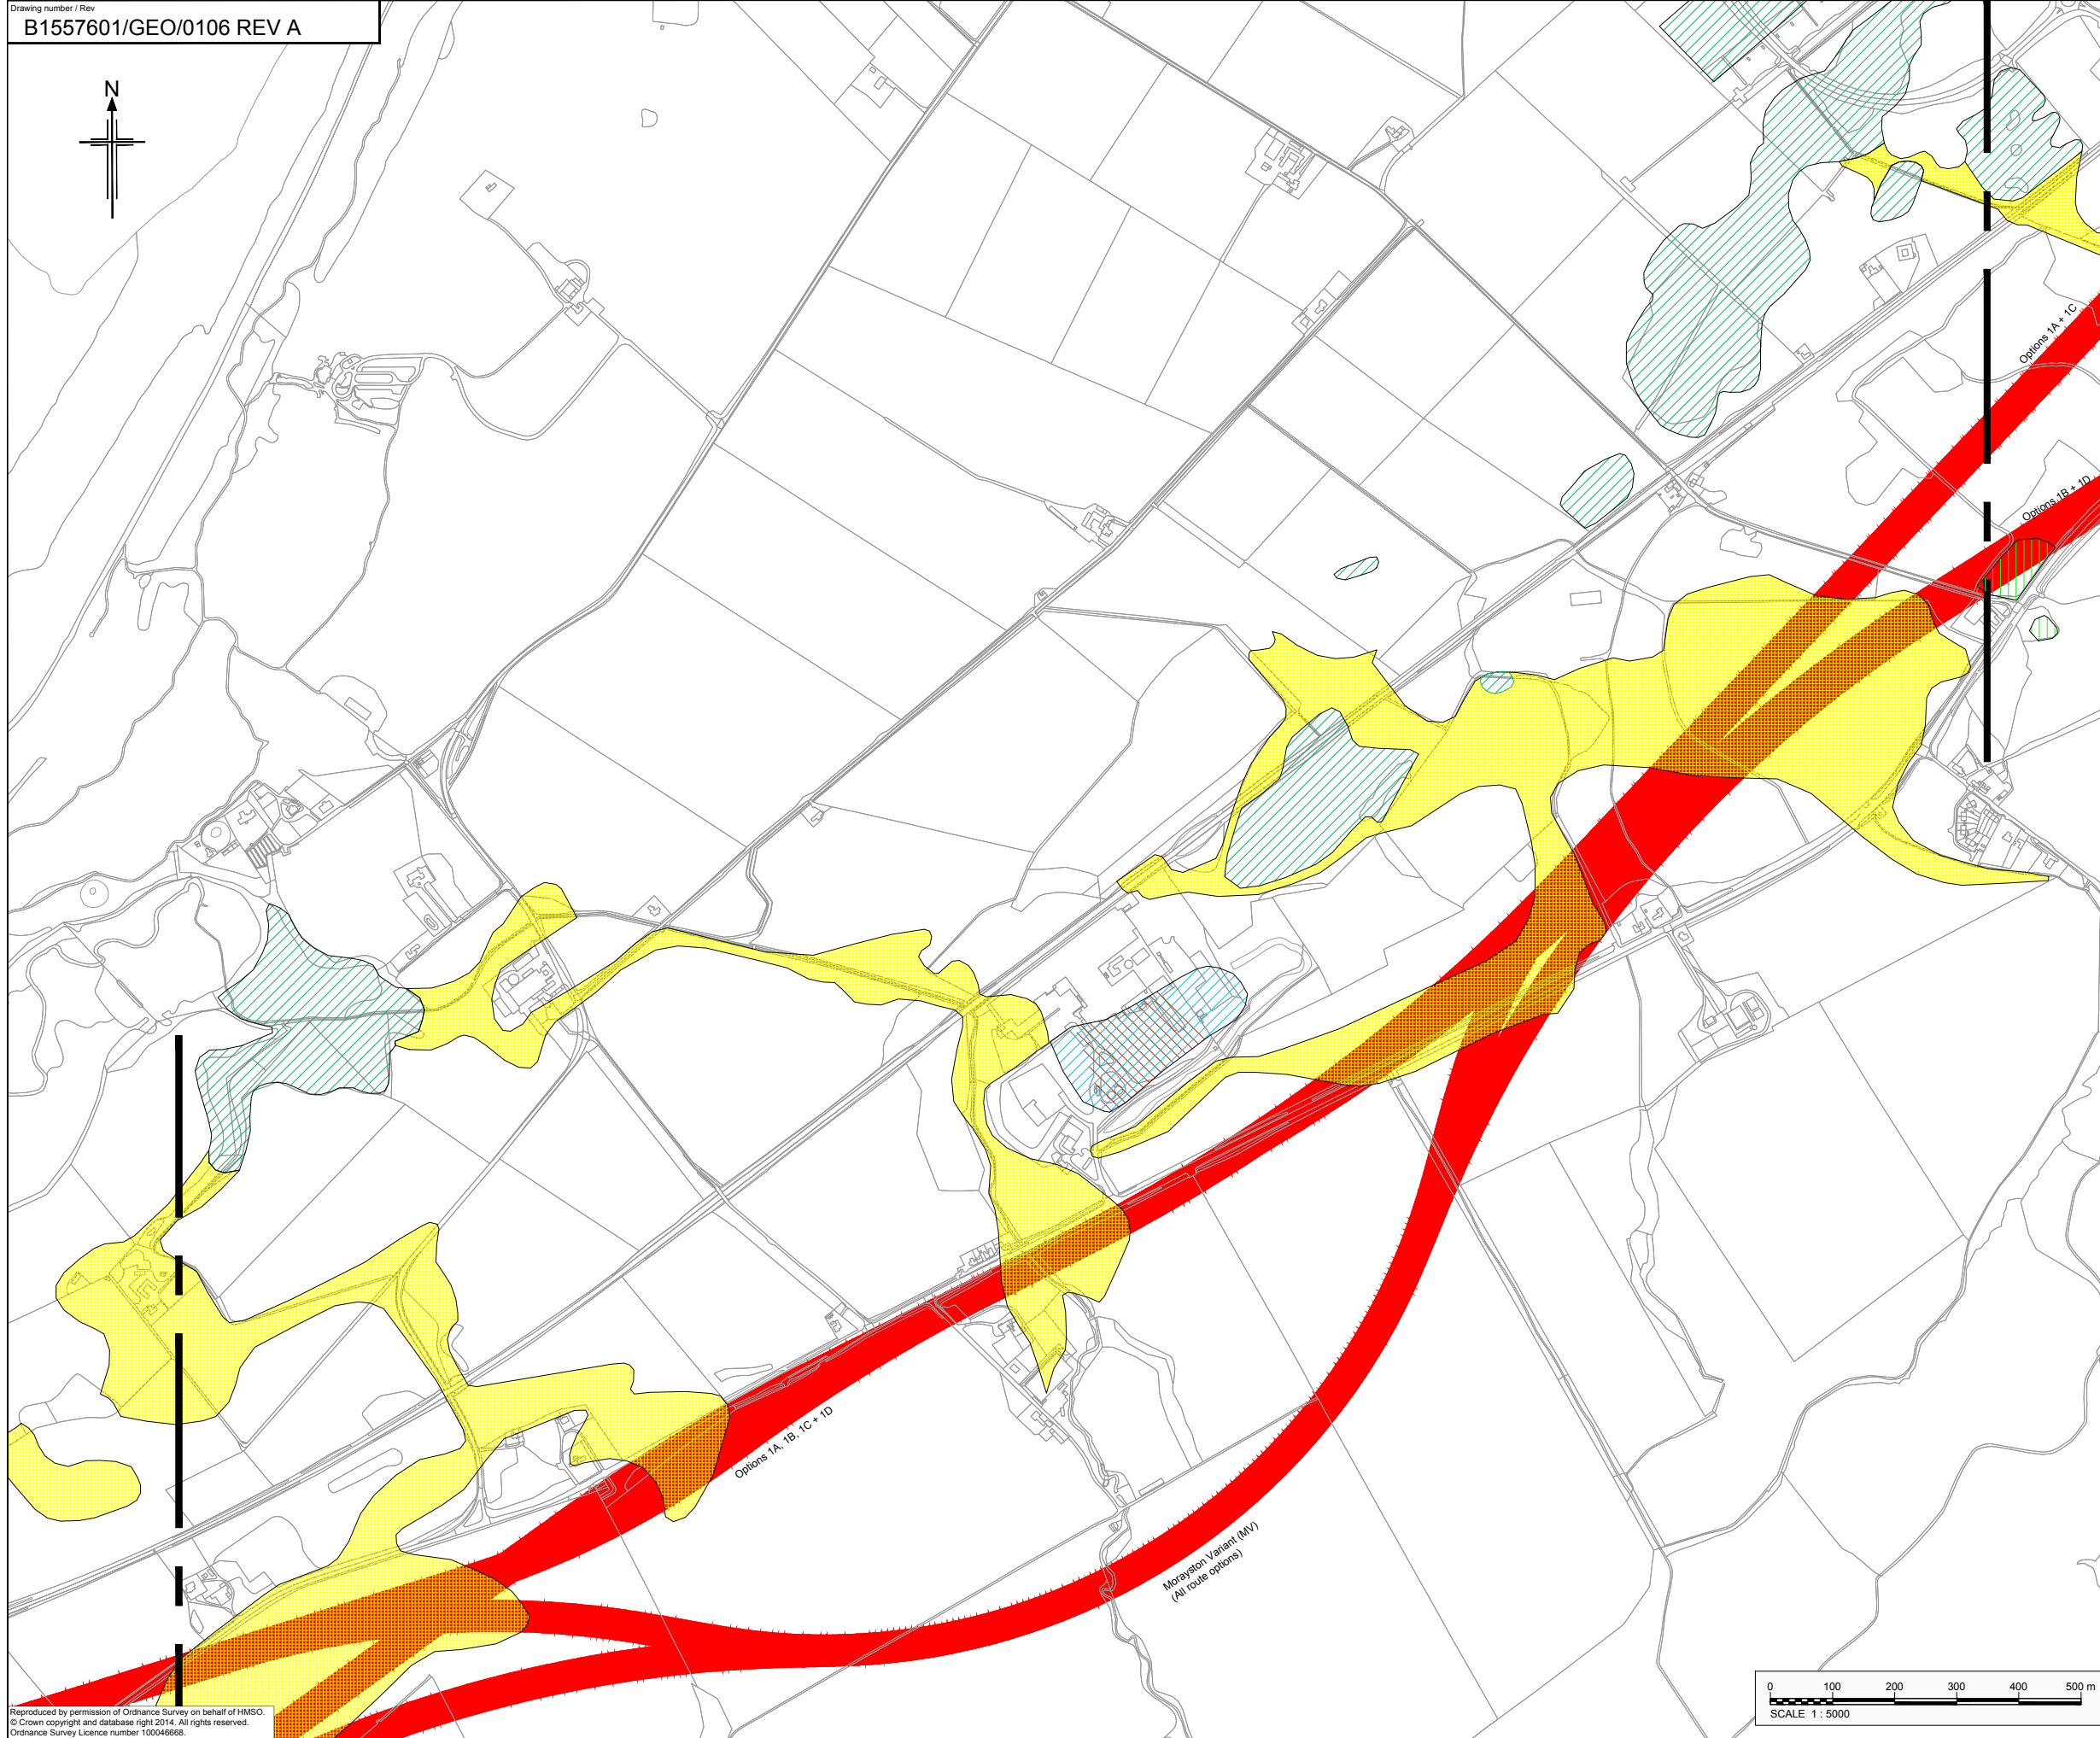 Drawing number / Rev
B1557601/GEO/0106 REV A
N
Options 1A + 1C
Options 1B + 1D
Options 1A, 1B, 1C + 1D
Morayston Variant (MV)
(All route options)
0 100 200 300 400 500 m
SCALE 1 : 5000
Reproduced by permission of Ordnance Survey on behalf of HMSO.
© Crown copyright and database right 2014. All rights reserved.
Ordnance Survey Licence number 100046668.